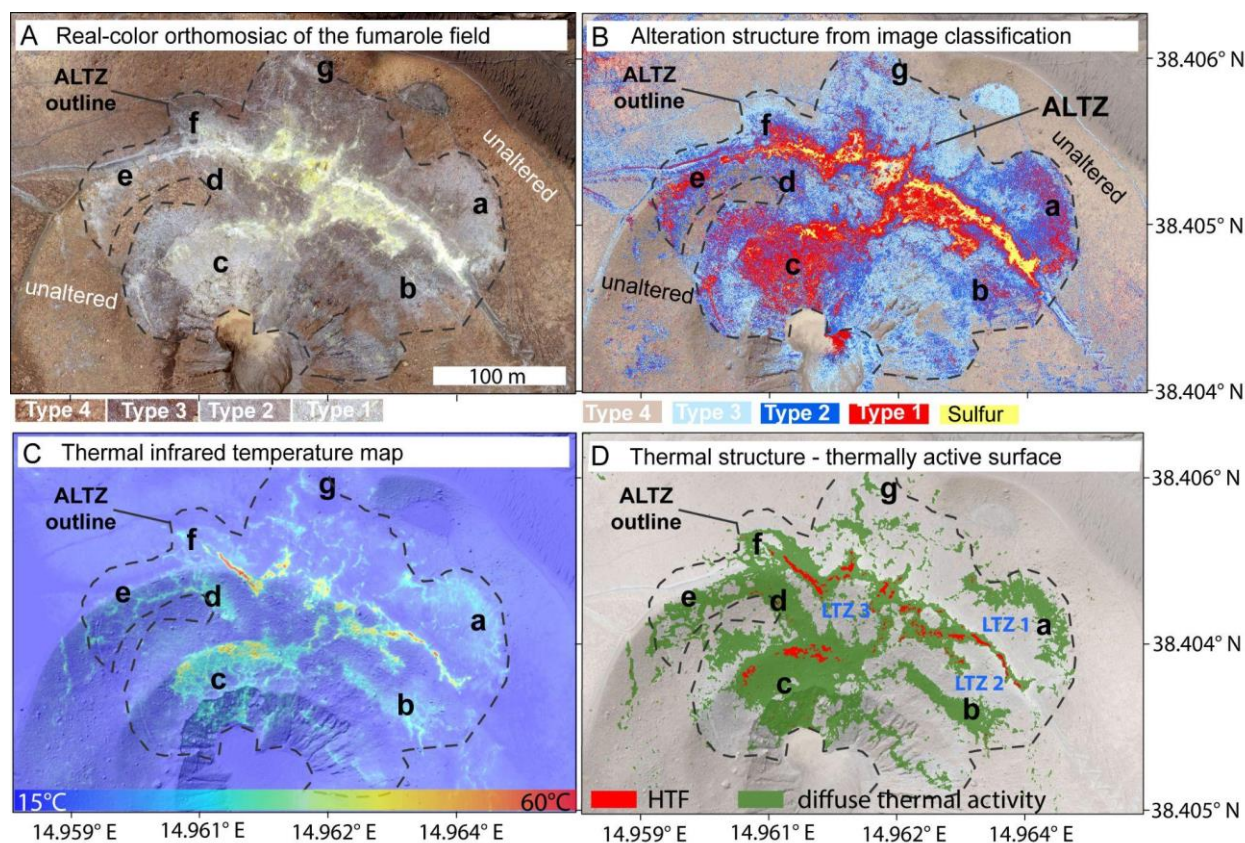 A Real-color orthomosiac of the fumarole field
ALTZ
outline
g
f
e
d
a
c
b
unaltered
unaltered
100 m
Type 4 Type 3 Type 2 Type 1
B Alteration structure from image classification
38.406° N
ALTZ
outline
g
ALTZ
f
unaltered
e
d
a
38.405° N
c
b
unaltered
38.404° N
Type 4 Type 3 Type 2 Type 1 Sulfur
C Thermal infrared temperature map
ALTZ
outline
g
f
e
d
a
c
b
15°C 60°C
14.959° E 14.961° E 14.962° E 14.964° E
D Thermal structure - thermally active surface
38.406° N
ALTZ
outline
g
f
e
d
LTZ 3
LTZ 1
a
38.404° N
c
LTZ 2
b
HTF diffuse thermal activity
38.405° N
14.959° E 14.961° E 14.962° E 14.964° E